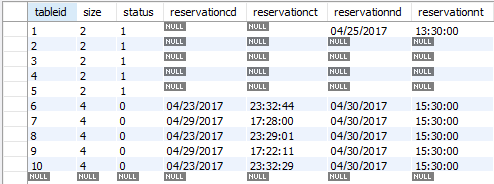 tableid size status reservationcd reservationct reservationnd reservationnt
1 2 1 NULL NULL 04/25/2017 13:30:00
2 2 1 NULL NULL NULL NULL
3 2 1 NULL NULL NULL NULL
4 2 1 NULL NULL NULL NULL
5 2 1 NULL NULL NULL NULL
6 4 0 04/23/2017 23:32:44 04/30/2017 15:30:00
7 4 0 04/29/2017 17:28:00 04/30/2017 15:30:00
8 4 0 04/23/2017 23:29:01 04/30/2017 15:30:00
9 4 0 04/29/2017 17:22:11 04/30/2017 15:30:00
10 4 0 04/23/2017 23:32:29 04/30/2017 15:30:00
NULL NULL NULL NULL NULL NULL NULL